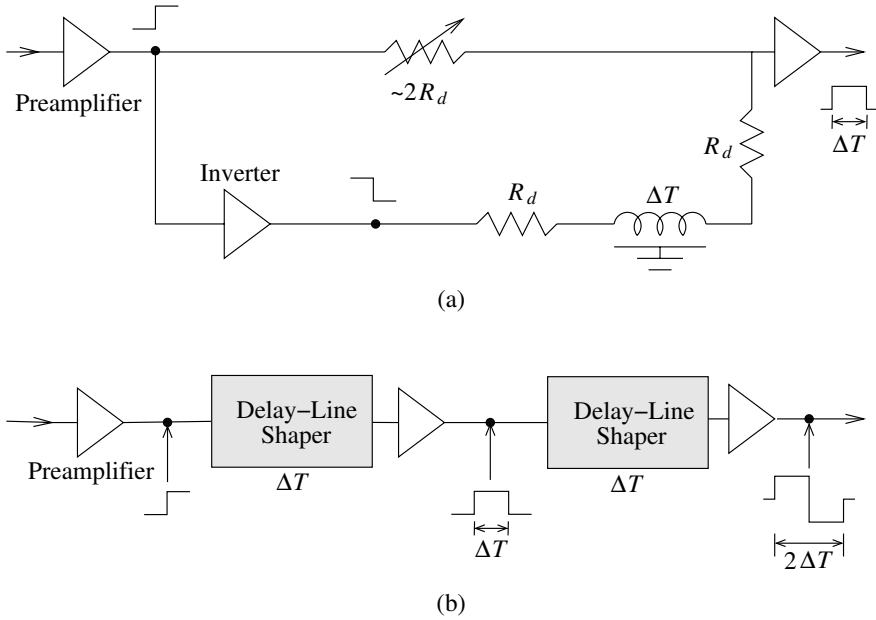 Preamplifier
~2R_d
ΔT
R_d
Inverter
R_d
ΔT
(a)
Delay–Line
Shaper
Delay–Line
Shaper
Preamplifier
ΔT
ΔT
ΔT
2ΔT
(b)